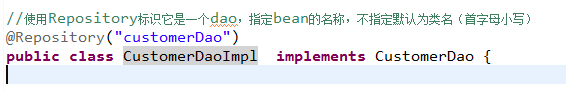 //使用Repository标识它是一个dao，指定bean的名称，不指定默认为类名（首字母小写）
@Repository("customerDao")
public class CustomerDaoImpl  implements CustomerDao {